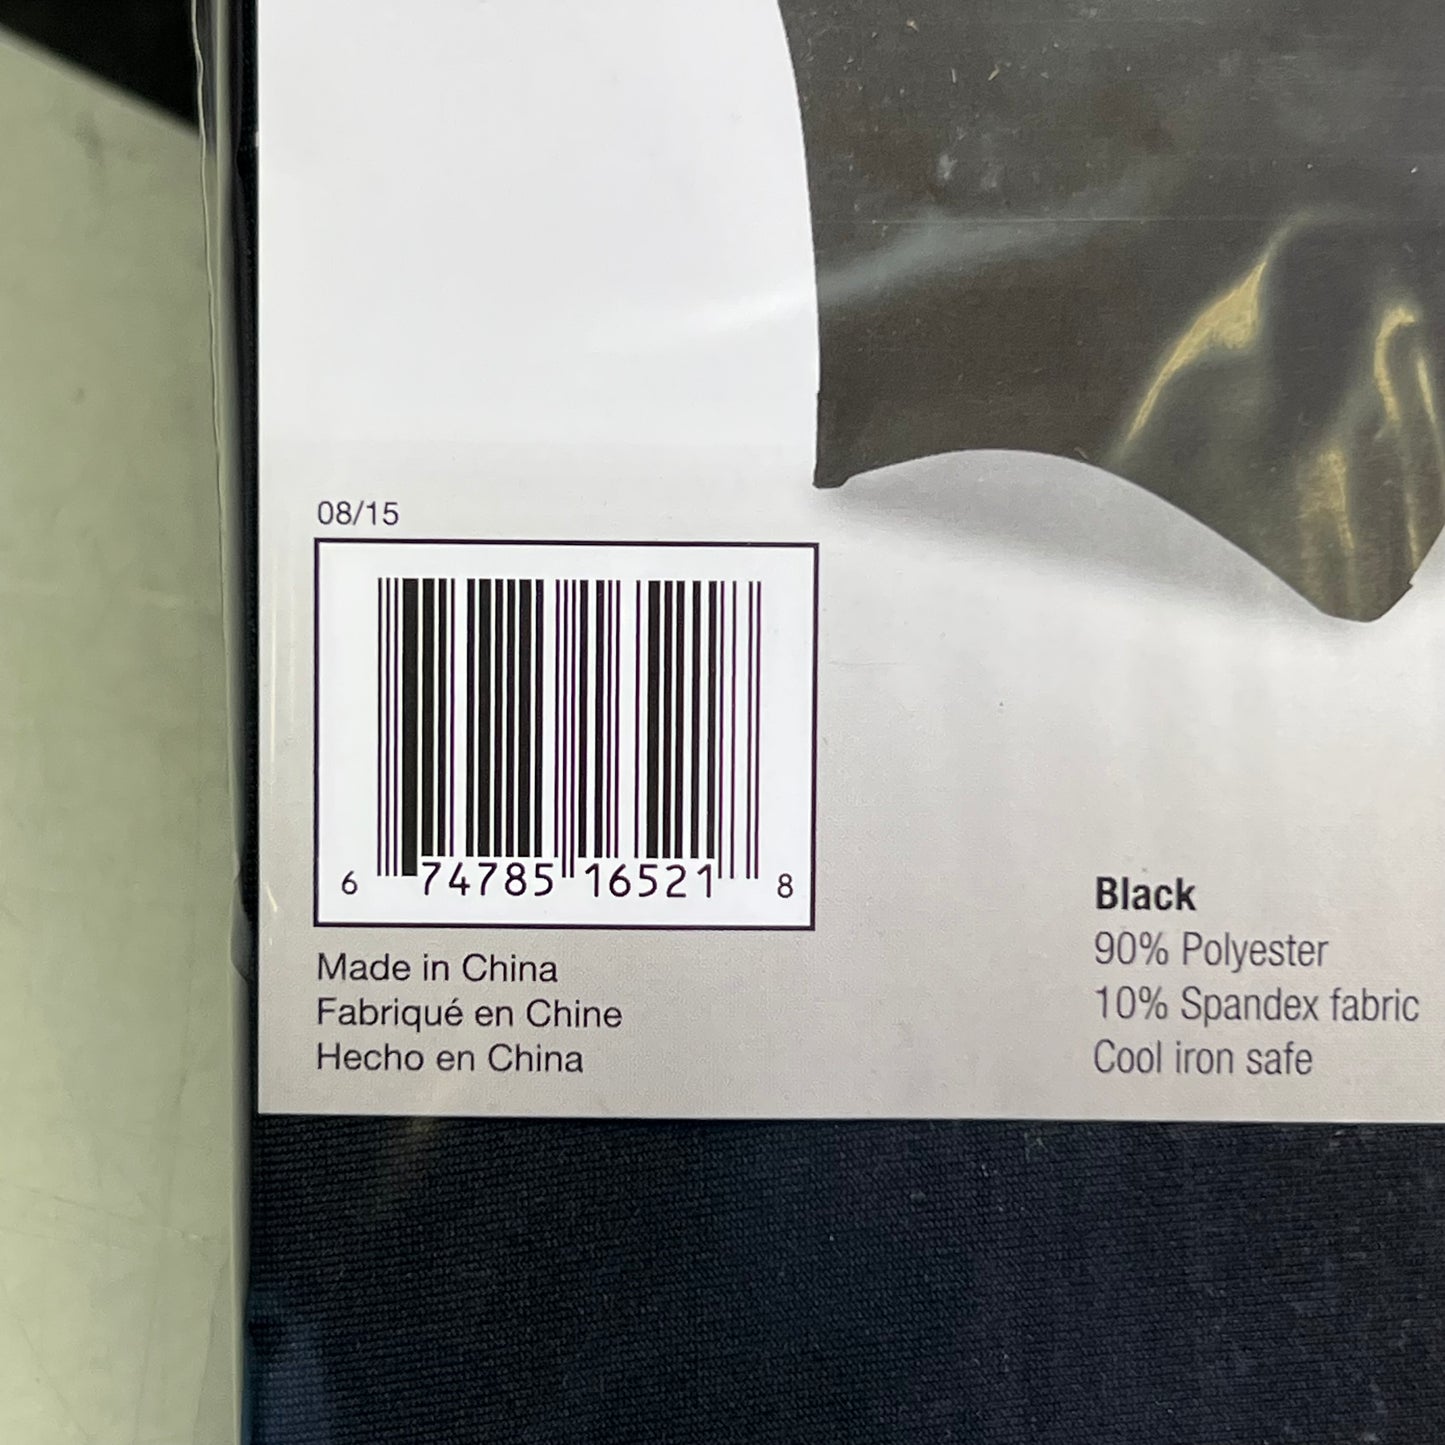 08/15
6 74785 16521 8
Made in China
Fabriqué en Chine
Hecho en China
Black
90% Polyester
10% Spandex fabric
Cool iron safe